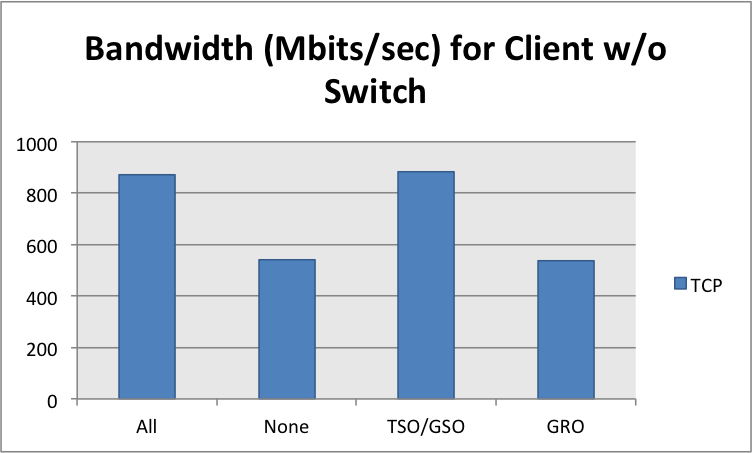 Bandwidth (Mbits/sec) for Client w/o
Switch
1000
800
600
400
200
0
All
None
TSO/GSO
GRO
TCP